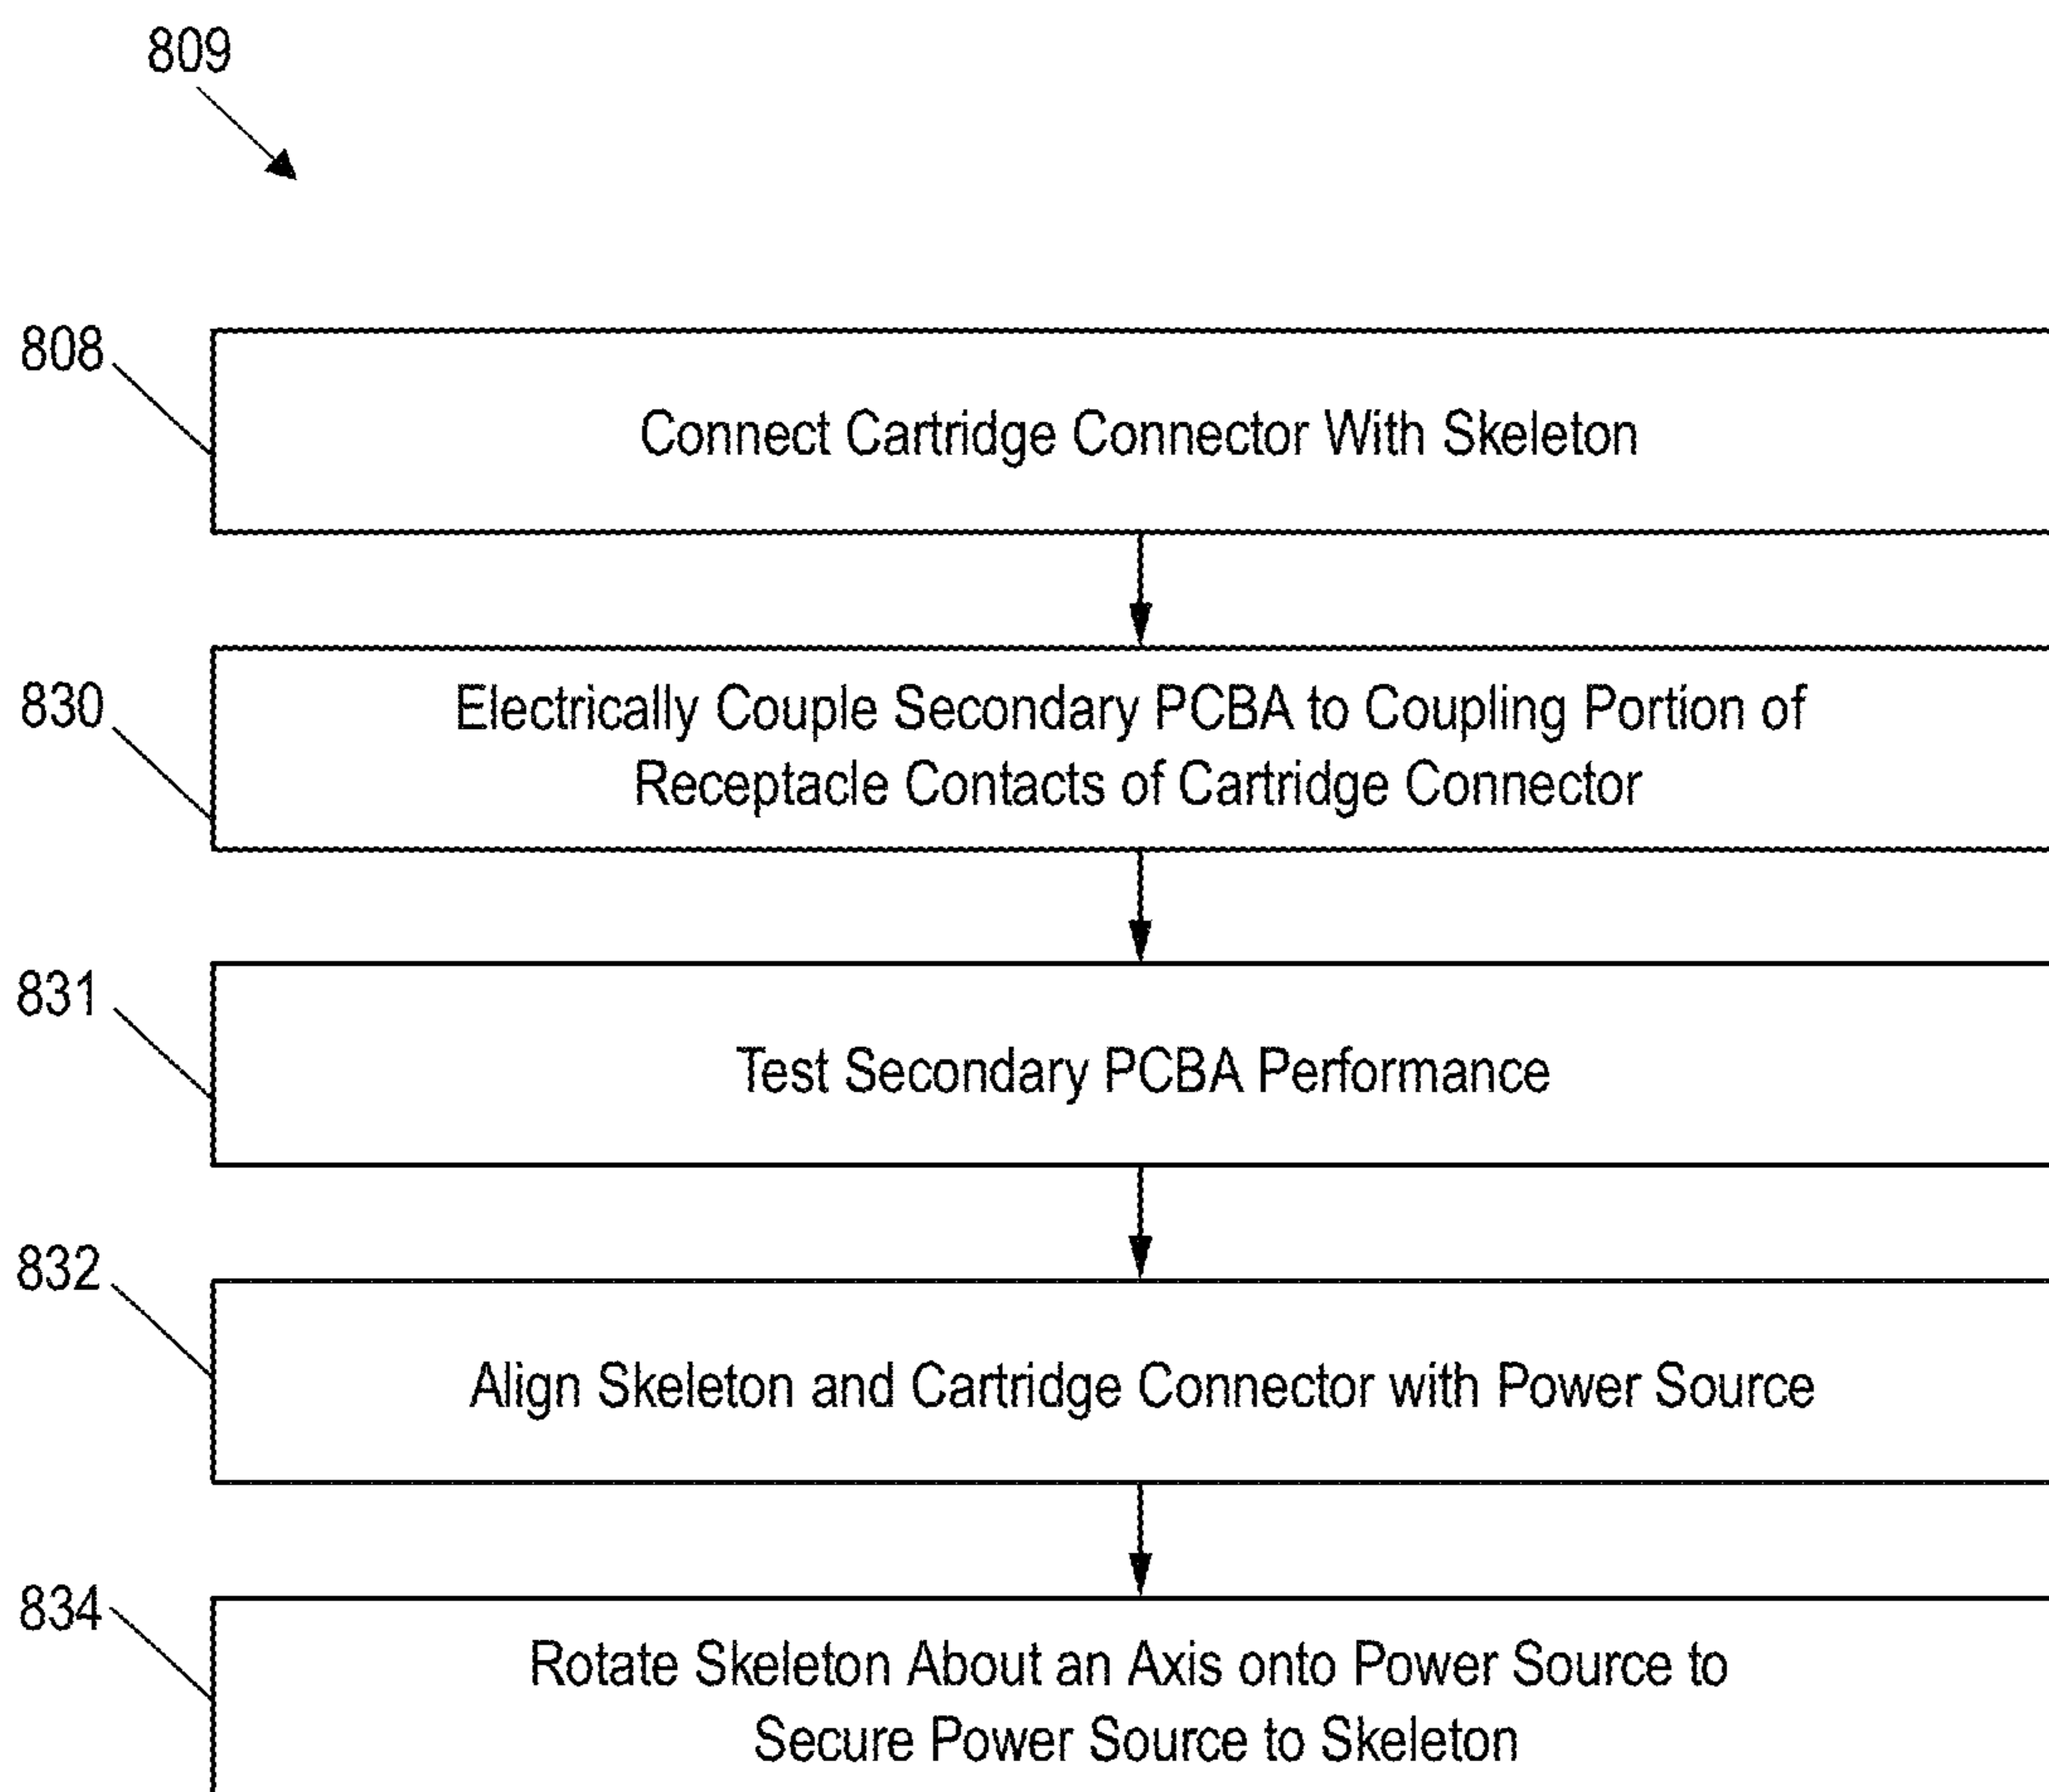 809
808
Connect Cartridge Connector With Skeleton
830
Electrically Couple Secondary PCBA to Coupling Portion of
Receptacle Contacts of Cartridge Connector
831
Test Secondary PCBA Performance
832
Align Skeleton and Cartridge Connector with Power Source
834
Rotate Skeleton About an Axis onto Power Source to
Secure Power Source to Skeleton